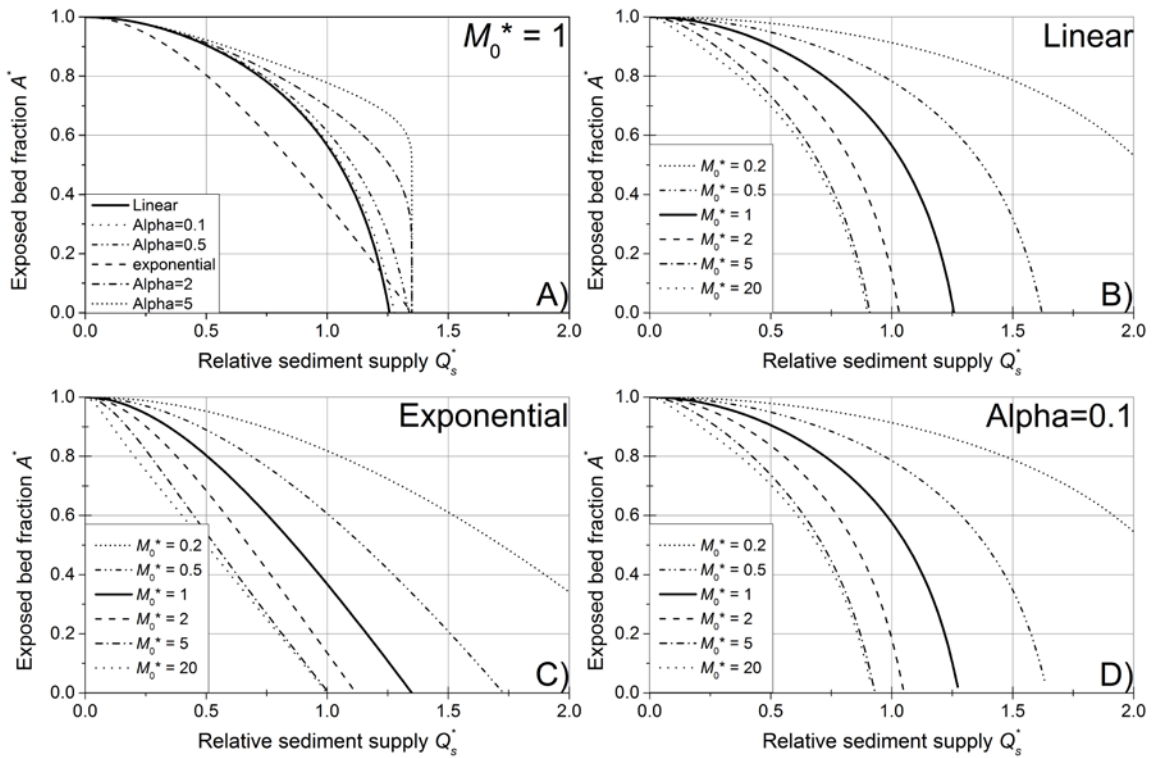 M₀* = 1
Exposed bed fraction A*
1.0
0.8
0.6
0.4
0.2
0.0
Linear
Alpha=0.1
Alpha=0.5
exponential
Alpha=2
Alpha=5
A)
0.0 0.5 1.0 1.5 2.0
Relative sediment supply Qₛ*
Linear
Exposed bed fraction A*
1.0
0.8
0.6
0.4
0.2
0.0
M₀* = 0.2
M₀* = 0.5
M₀* = 1
M₀* = 2
M₀* = 5
M₀* = 20
B)
0.0 0.5 1.0 1.5 2.0
Relative sediment supply Qₛ*
Exponential
Exposed bed fraction A*
1.0
0.8
0.6
0.4
0.2
0.0
M₀* = 0.2
M₀* = 0.5
M₀* = 1
M₀* = 2
M₀* = 5
M₀* = 20
C)
0.0 0.5 1.0 1.5 2.0
Relative sediment supply Qₛ*
Alpha=0.1
Exposed bed fraction A*
1.0
0.8
0.6
0.4
0.2
0.0
M₀* = 0.2
M₀* = 0.5
M₀* = 1
M₀* = 2
M₀* = 5
M₀* = 20
D)
0.0 0.5 1.0 1.5 2.0
Relative sediment supply Qₛ*